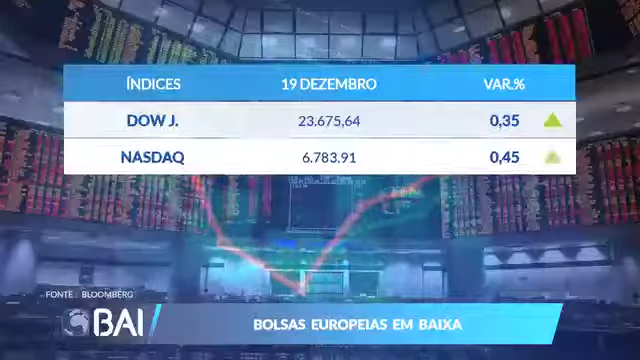 ÍNDICES 19 DEZEMBRO VAR.%
DOW J. 23.675,64 0,35
NASDAQ 6.783.91 0,45
FONTE : BLOOMBERG
BAI
BOLSAS EUROPEIAS EM BAIXA